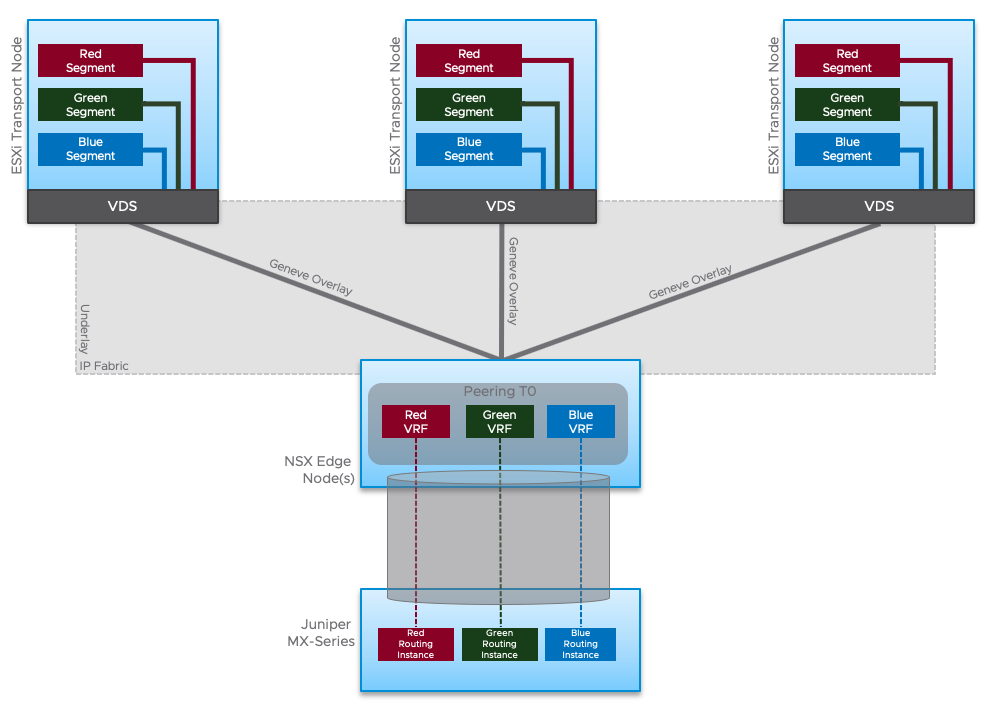 ESXi Transport Node
Red
Segment
Green
Segment
Blue
Segment
VDS
ESXi Transport Node
Red
Segment
Green
Segment
Blue
Segment
VDS
ESXi Transport Node
Red
Segment
Green
Segment
Blue
Segment
VDS
Geneve Overlay
Geneve Overlay
Geneve Overlay
Underlay
IP Fabric
Peering T0
Red
VRF
Green
VRF
Blue
VRF
NSX Edge
Node(s)
Juniper
MX-Series
Red
Routing
Instance
Green
Routing
Instance
Blue
Routing
Instance